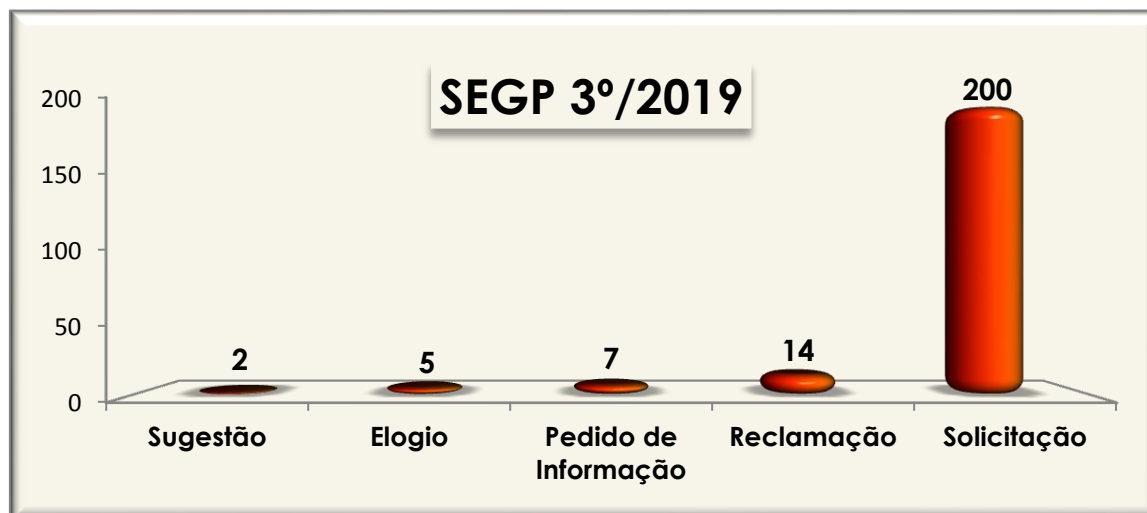 SEGP 3º/2019
200
150
100
50
0
2
5
7
14
200
Sugestão
Elogio
Pedido de
Informação
Reclamação
Solicitação